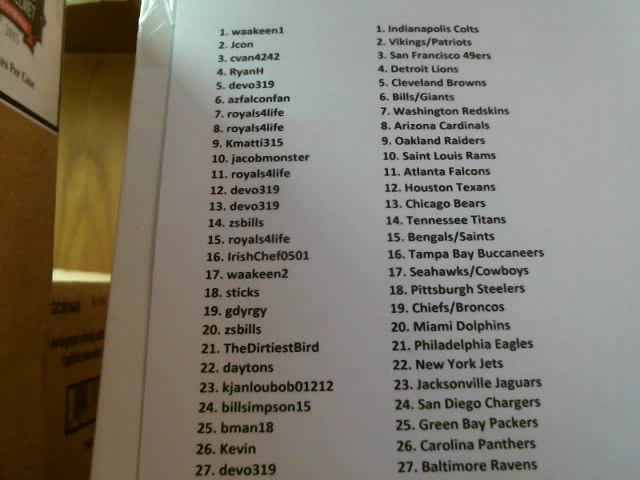 2015
es Per Case
1. waakeen1
2. Jcon
3. cvan4242
4. RyanH
5. devo319
6. azfalconfan
7. royals4life
8. royals4life
9. Kmatti315
10. jacobmonster
11. royals4life
12. devo319
13. devo319
14. zsbills
15. royals4life
16. IrishChef0501
17. waakeen2
18. sticks
19. gdyrgy
20. zsbills
21. TheDirtiestBird
22. daytons
23. kjanloubob01212
24. billsimpson15
25. bman18
26. Kevin
27. devo319
1. Indianapolis Colts
2. Vikings/Patriots
3. San Francisco 49ers
4. Detroit Lions
5. Cleveland Browns
6. Bills/Giants
7. Washington Redskins
8. Arizona Cardinals
9. Oakland Raiders
10. Saint Louis Rams
11. Atlanta Falcons
12. Houston Texans
13. Chicago Bears
14. Tennessee Titans
15. Bengals/Saints
16. Tampa Bay Buccaneers
17. Seahawks/Cowboys
18. Pittsburgh Steelers
19. Chiefs/Broncos
20. Miami Dolphins
21. Philadelphia Eagles
22. New York Jets
23. Jacksonville Jaguars
24. San Diego Chargers
25. Green Bay Packers
26. Carolina Panthers
27. Baltimore Ravens